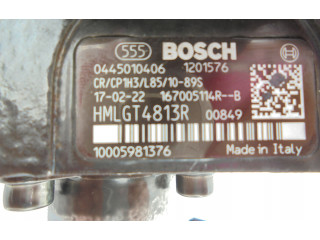 555 BOSCH
0445010406 1201576
CR/CP1H3/L85/10-89S
17-02-22 167005114R--B
HMLGT4813R 00849
10005981376 Made in Italy